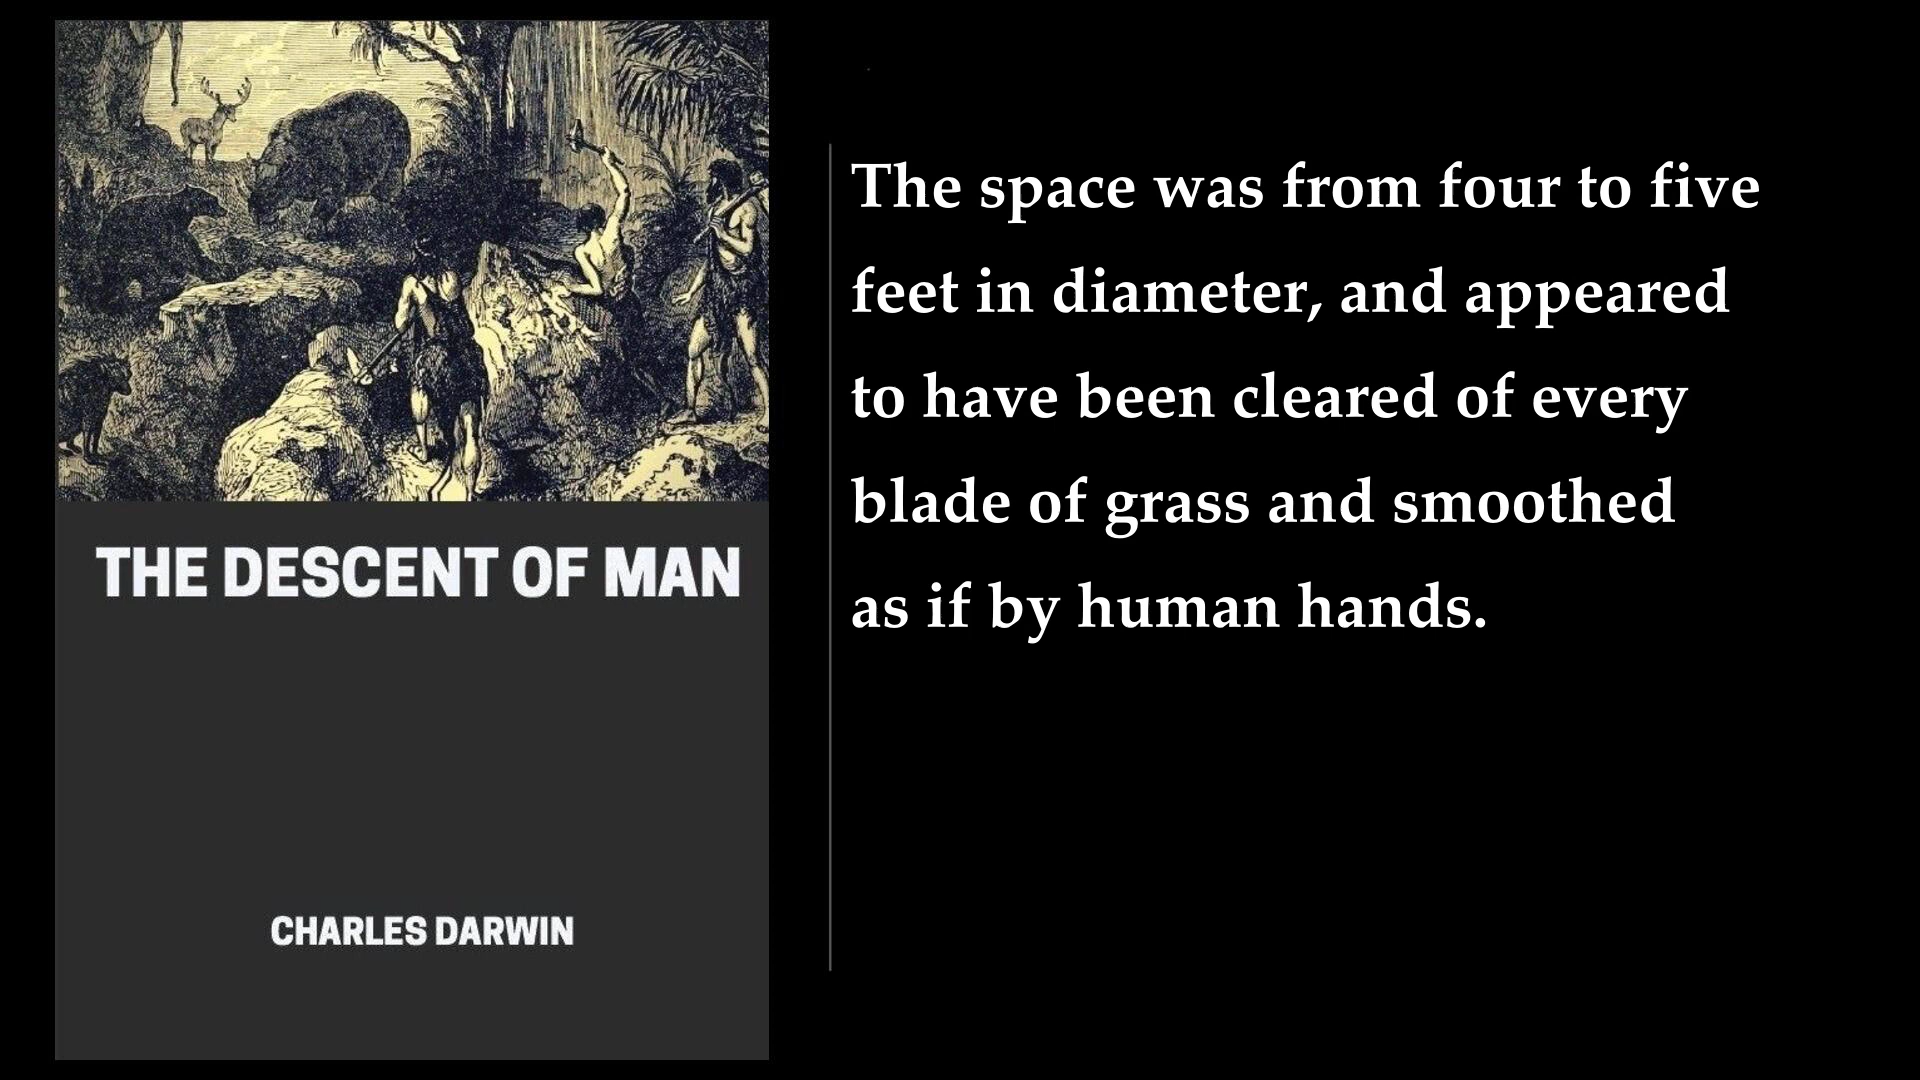 THE DESCENT OF MAN
CHARLES DARWIN
The space was from four to five
feet in diameter, and appeared
to have been cleared of every
blade of grass and smoothed
as if by human hands.